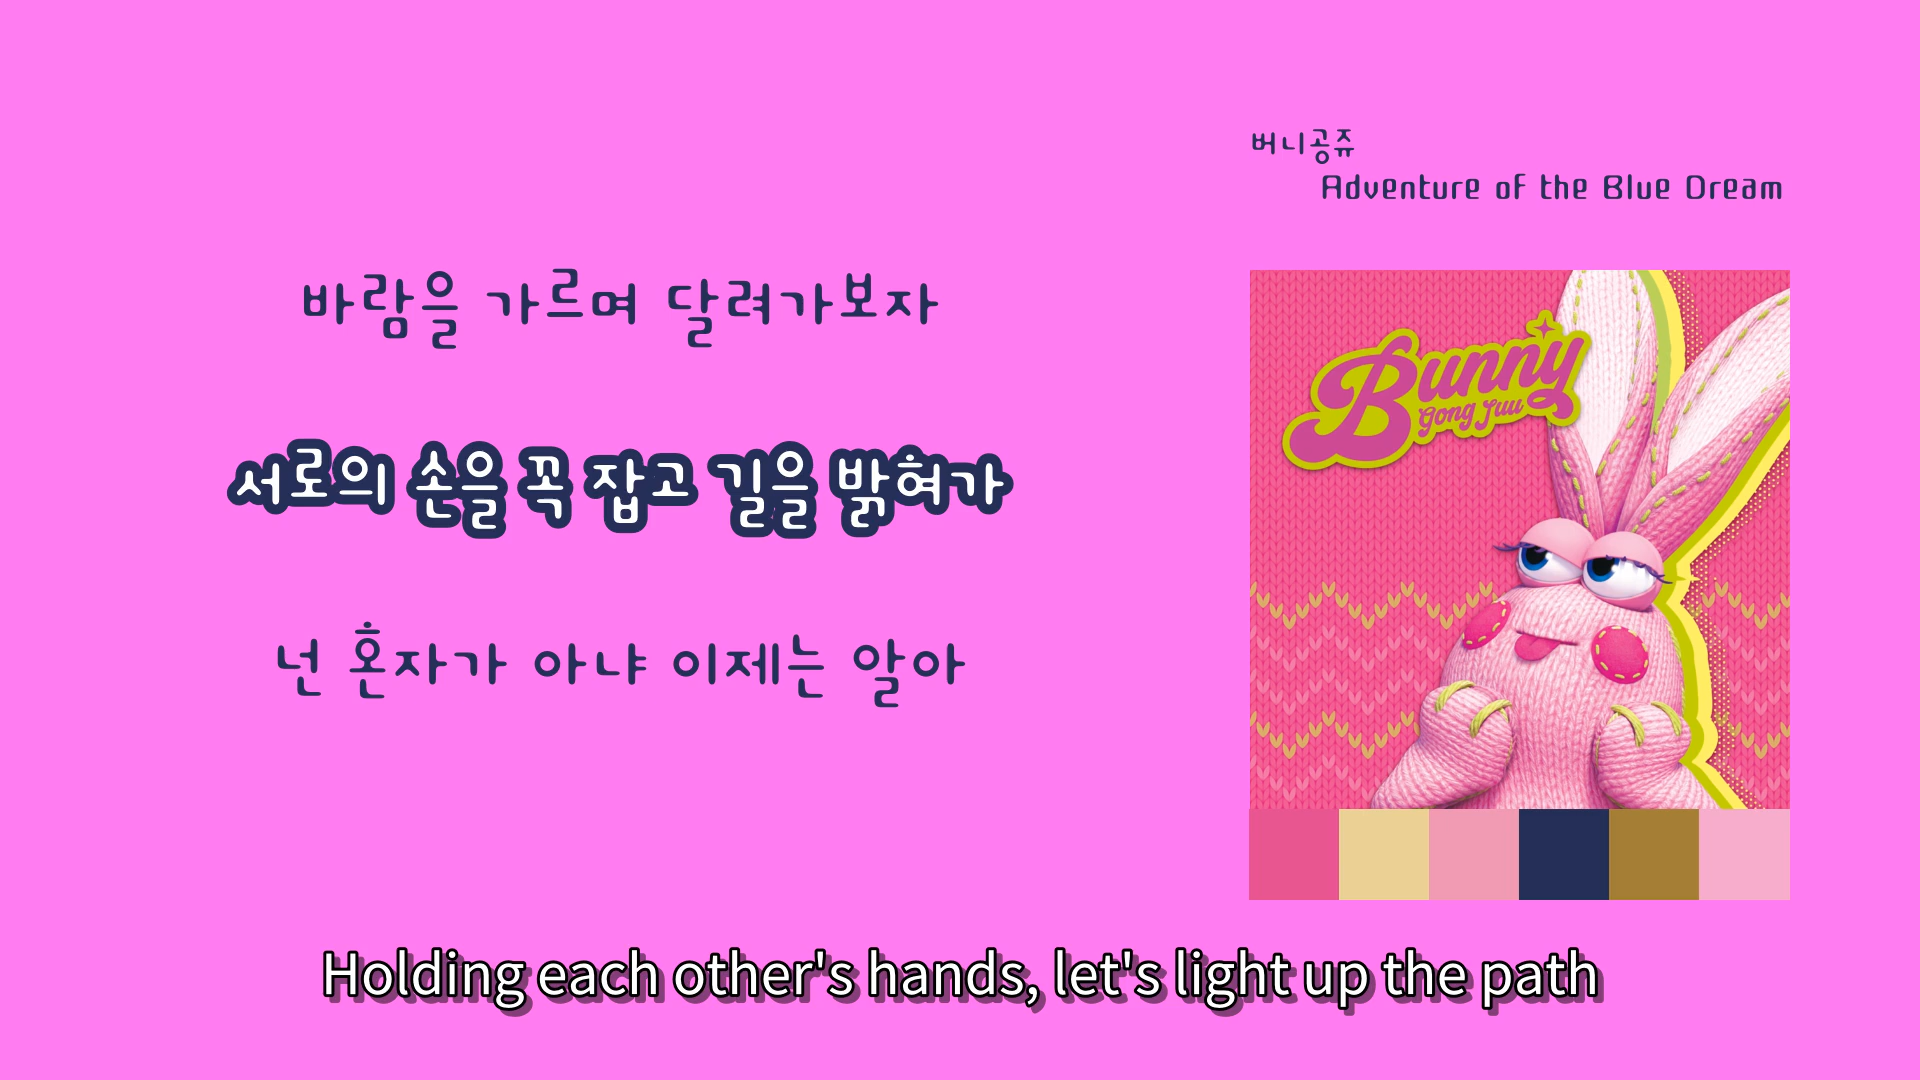 버니공쥬
Adventure of the Blue Dream
바람을 가르며 달려가보자
서로의 손을 꼭 잡고 길을 밝혀가
넌 혼자가 아냐 이제는 알아
Bunny
Gong Juu
Holding each other's hands, let's light up the path